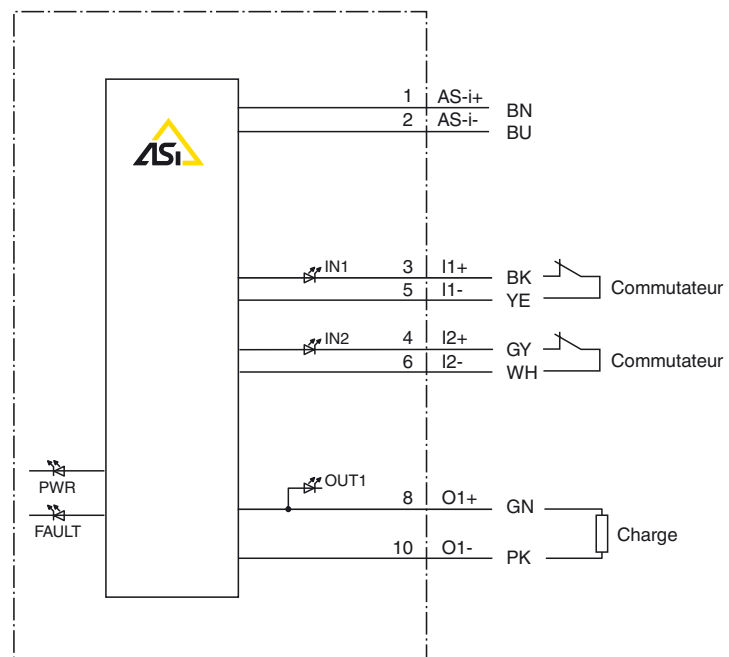 1 AS-i+ BN
2 AS-i- BU
ASi
IN1 3 I1+ BK
5 I1- YE
Commutateur
IN2 4 I2+ GY
6 I2- WH
Commutateur
PWR
FAULT
OUT1
8 O1+ GN
10 O1- PK
Charge